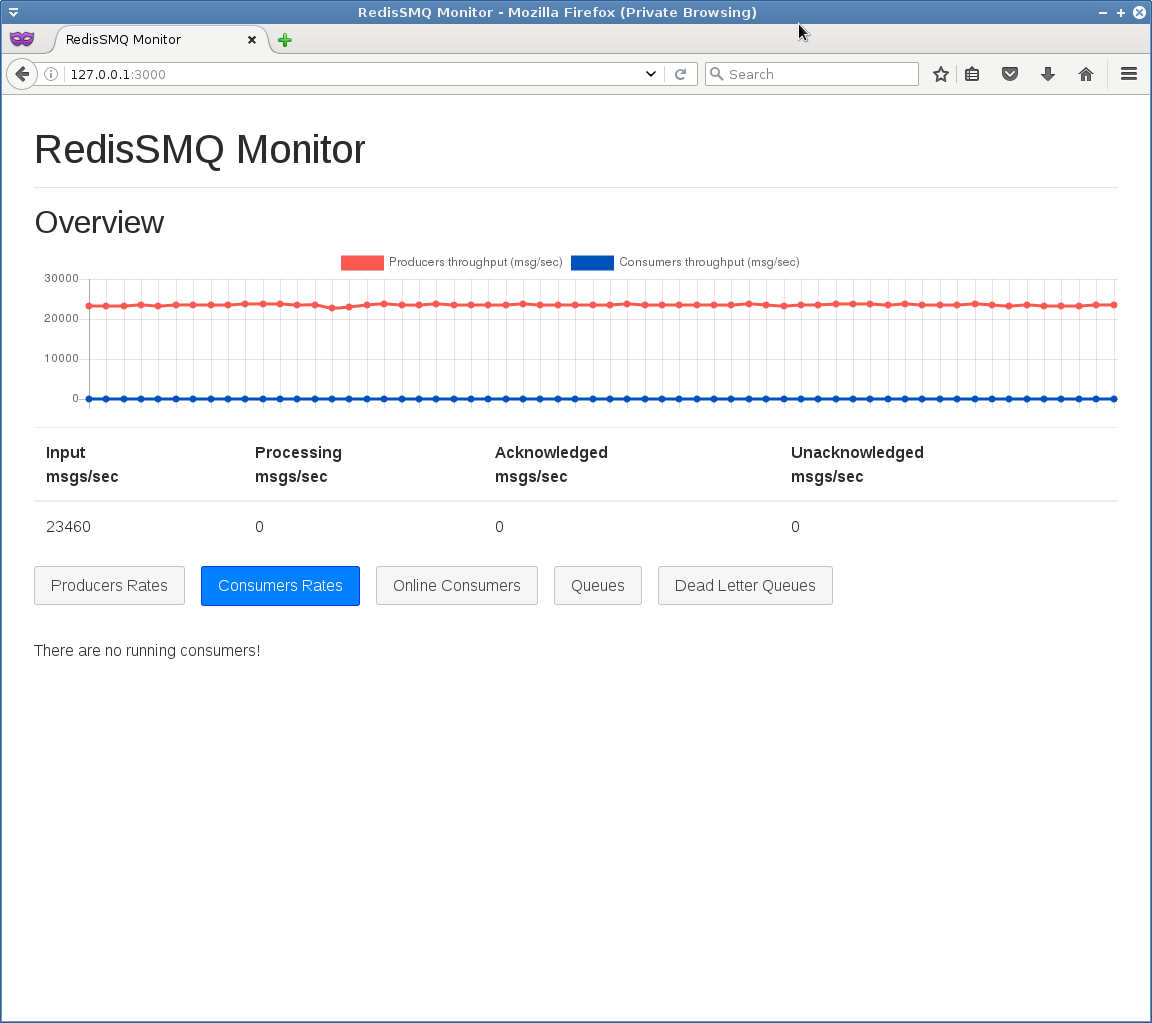 RedisSMQ Monitor - Mozilla Firefox (Private Browsing)
RedisSMQ Monitor
127.0.0.1:3000
Search
RedisSMQ Monitor
Overview
Producers throughput (msg/sec) Consumers throughput (msg/sec)
30000
20000
10000
0
Input Processing Acknowledged Unacknowledged
msgs/sec msgs/sec msgs/sec msgs/sec
23460 0 0 0
Producers Rates Consumers Rates Online Consumers Queues Dead Letter Queues
There are no running consumers!